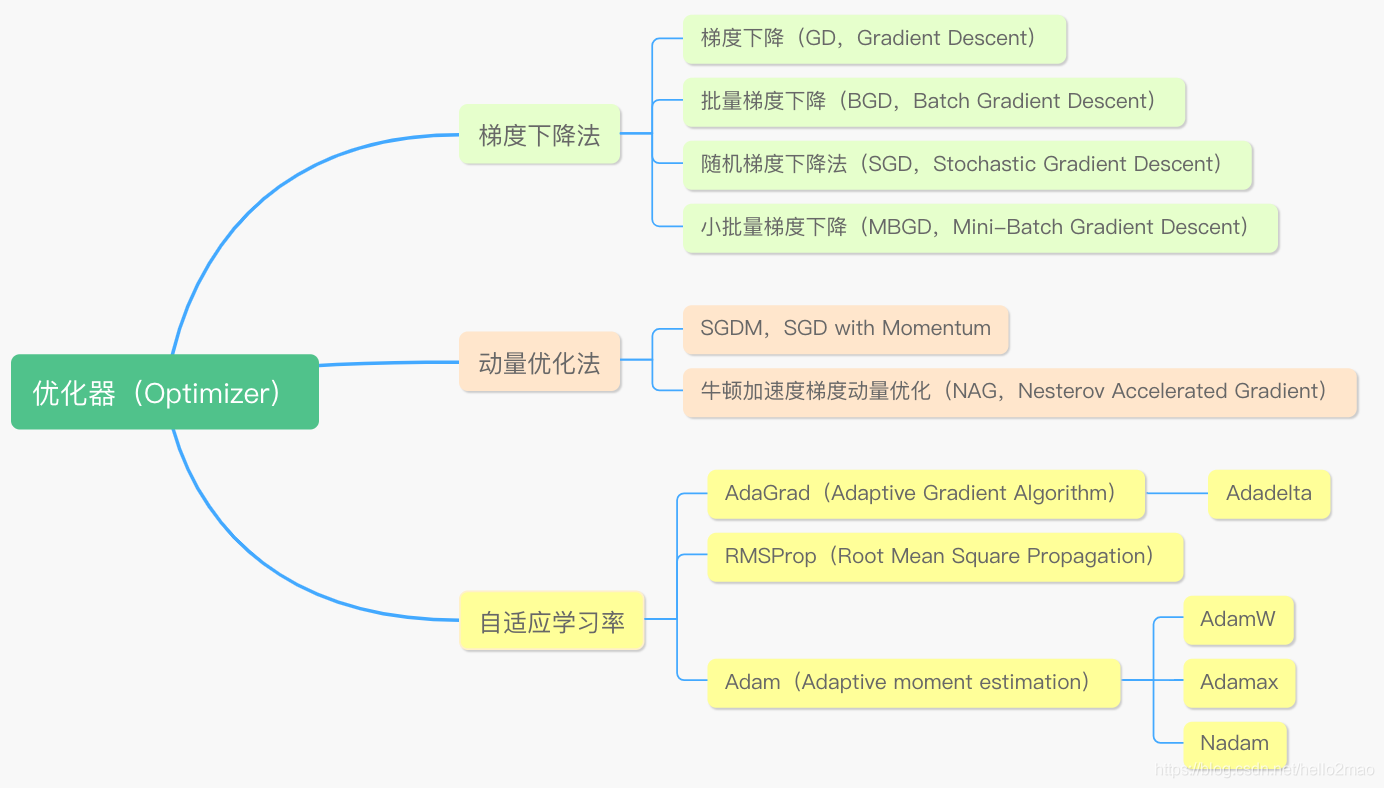 优化器（Optimizer）
梯度下降法
梯度下降（GD，Gradient Descent）
批量梯度下降（BGD，Batch Gradient Descent）
随机梯度下降法（SGD，Stochastic Gradient Descent）
小批量梯度下降（MBGD，Mini-Batch Gradient Descent）
动量优化法
SGDM，SGD with Momentum
牛顿加速度梯度动量优化（NAG，Nesterov Accelerated Gradient）
自适应学习率
AdaGrad（Adaptive Gradient Algorithm）
Adadelta
RMSProp（Root Mean Square Propagation）
Adam（Adaptive moment estimation）
AdamW
Adamax
Nadam
https://blog.csdn.net/hello2mao